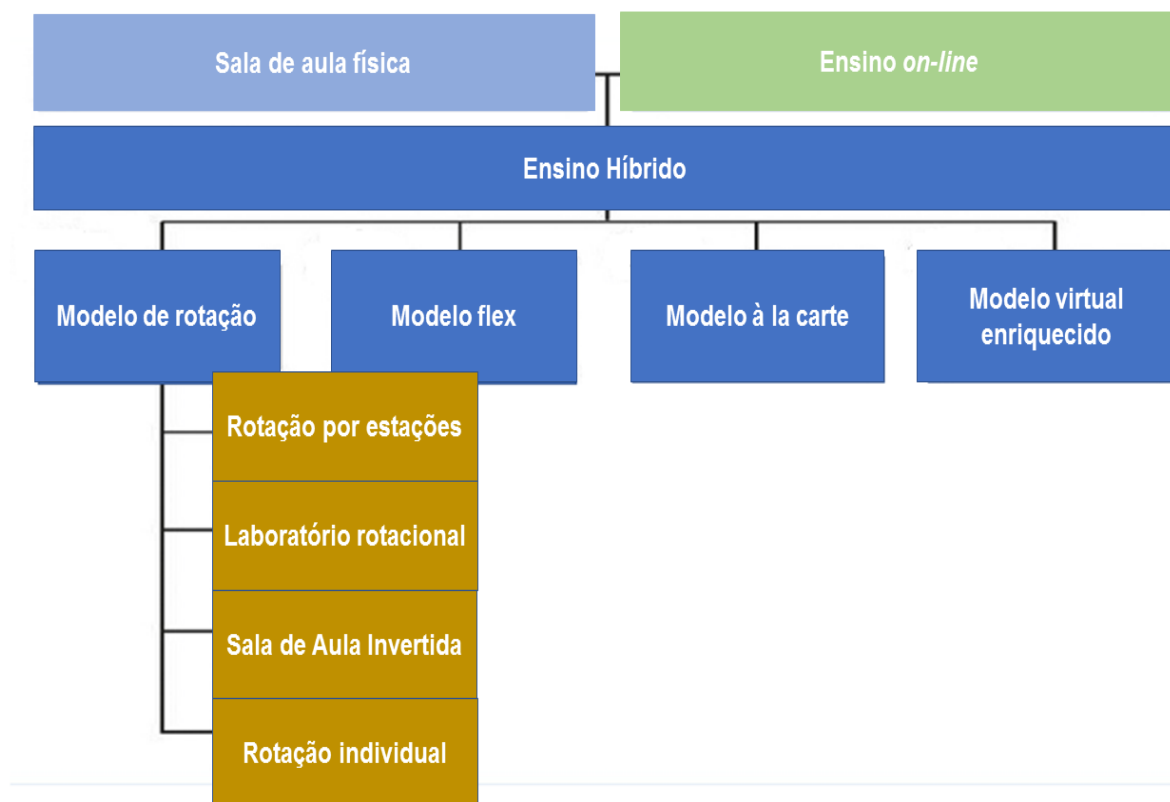 Sala de aula física
Ensino on-line
Ensino Híbrido
Modelo de rotação
Modelo flex
Modelo à la carte
Modelo virtual
enriquecido
Rotação por estações
Laboratório rotacional
Sala de Aula Invertida
Rotação individual